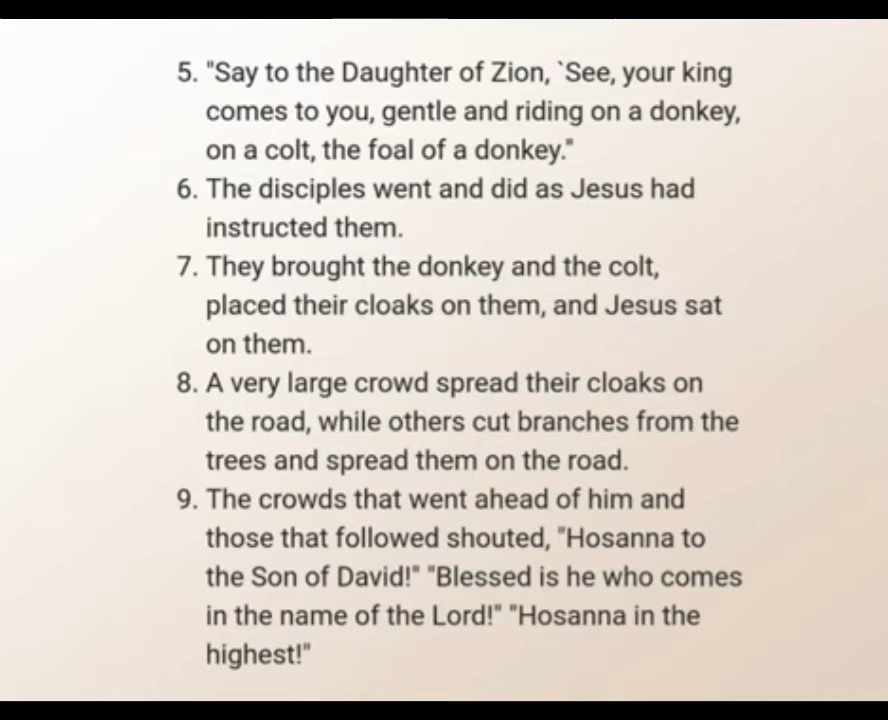 5. "Say to the Daughter of Zion, `See, your king
comes to you, gentle and riding on a donkey,
on a colt, the foal of a donkey."
6. The disciples went and did as Jesus had
instructed them.
7. They brought the donkey and the colt,
placed their cloaks on them, and Jesus sat
on them.
8. A very large crowd spread their cloaks on
the road, while others cut branches from the
trees and spread them on the road.
9. The crowds that went ahead of him and
those that followed shouted, "Hosanna to
the Son of David!" "Blessed is he who comes
in the name of the Lord!" "Hosanna in the
highest!"